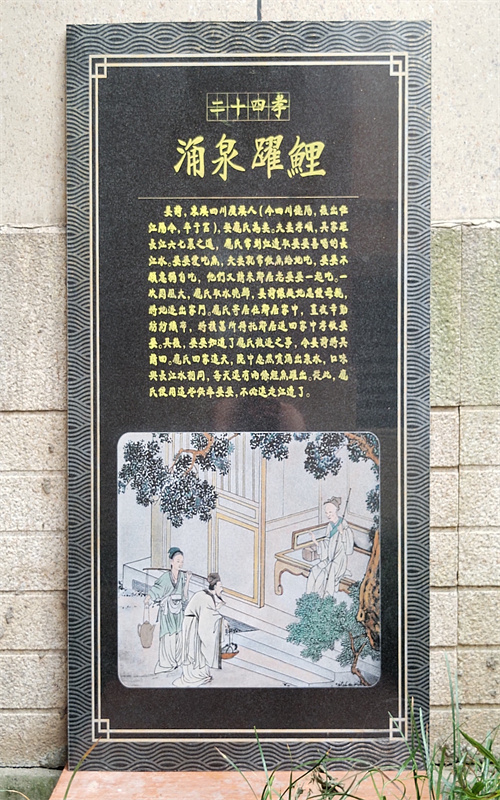 二十四孝
涌泉躍鯉
姜詩，東漢四川廣漢人（今四川德陽，一作
江陽令，卒于官），娶龐氏為妻。夫妻孝順，其家距
長江六七里之遙，龐氏常到江邊取婆婆喜喝的長
江水。婆婆愛吃魚，夫妻就常做魚給她吃，婆婆不
願意獨自吃，他們又請來鄰居老婆婆一起吃。一
次因風大，龐氏取水晚歸，姜詩懷疑她怠慢母親，
將她逐出家門。龐氏寄居在鄰居家中，直夜辛勤
紡紗織布，將積蓄所得托鄰居送回家中孝敬婆
婆。其後，婆婆知道了龐氏被逐之事，令姜詩將其
請回。龐氏回家這天，院中忽然噴涌出泉水，口味
與長江水相同，每天還有兩條鯉魚躍出。從此，龐
氏便用這些供奉婆婆，不必遠走江邊了。